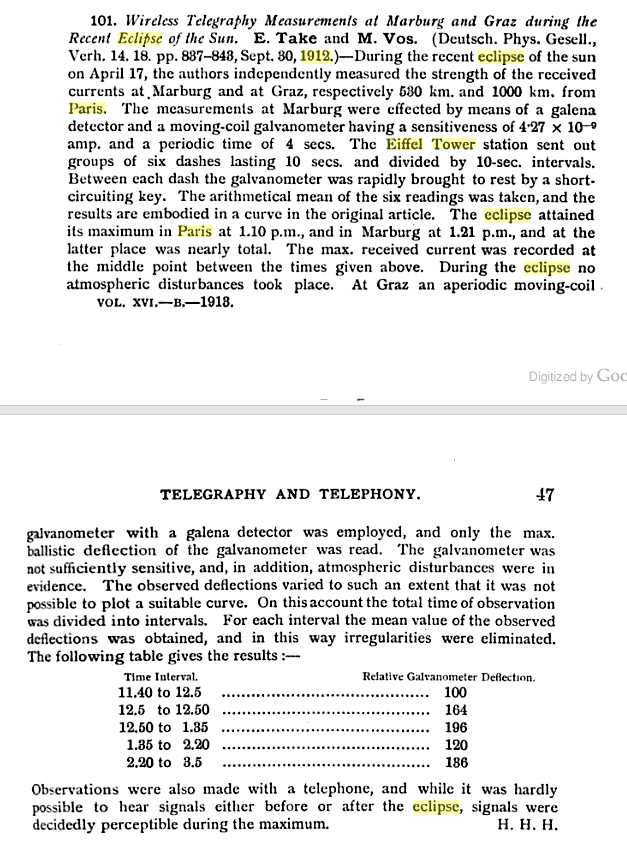 101. Wireless Telegraphy Measurements at Marburg and Graz during the
Recent Eclipse of the Sun. E. Take and M. Vos. (Deutsch. Phys. Gesell.,
Verh. 14. 18. pp. 837-843, Sept. 30, 1912.)—During the recent eclipse of the sun
on April 17, the authors independently measured the strength of the received
currents at Marburg and at Graz, respectively 530 km. and 1000 km. from
Paris. The measurements at Marburg were effected by means of a galena
detector and a moving-coil galvanometer having a sensitiveness of 4·27 × 10⁻⁹
amp. and a periodic time of 4 secs. The Eiffel Tower station sent out
groups of six dashes lasting 10 secs. and divided by 10-sec. intervals.
Between each dash the galvanometer was rapidly brought to rest by a short-
circuiting key. The arithmetical mean of the six readings was taken, and the
results are embodied in a curve in the original article. The eclipse attained
its maximum in Paris at 1.10 p.m., and in Marburg at 1.21 p.m., and at the
latter place was nearly total. The max. received current was recorded at
the middle point between the times given above. During the eclipse no
atmospheric disturbances took place. At Graz an aperiodic moving-coil
VOL. XVI.—B.—1913.
Digitized by Goo
TELEGRAPHY AND TELEPHONY. 47
galvanometer with a galena detector was employed, and only the max.
ballistic deflection of the galvanometer was read. The galvanometer was
not sufficiently sensitive, and, in addition, atmospheric disturbances were in
evidence. The observed deflections varied to such an extent that it was not
possible to plot a suitable curve. On this account the total time of observation
was divided into intervals. For each interval the mean value of the observed
deflections was obtained, and in this way irregularities were eliminated.
The following table gives the results :—
Time Interval. Relative Galvanometer Deflection.
11.40 to 12.5 ........................................... 100
12.5 to 12.50 ........................................... 164
12.50 to 1.35 ........................................... 196
1.35 to 2.20 ........................................... 120
2.20 to 3.5 ........................................... 136
Observations were also made with a telephone, and while it was hardly
possible to hear signals either before or after the eclipse, signals were
decidedly perceptible during the maximum. H. H. H.